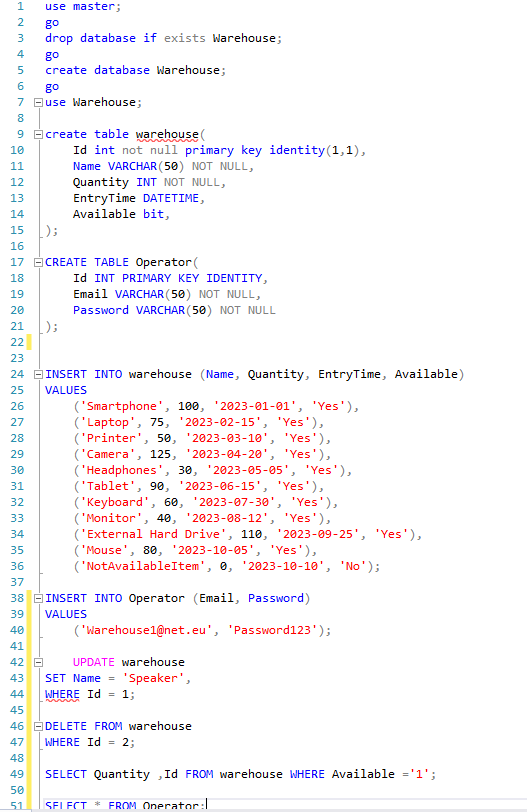 1 use master;
2 go
3 drop database if exists Warehouse;
4 go
5 create database Warehouse;
6 go
7 use Warehouse;
8
9 create table warehouse(
10 Id int not null primary key identity(1,1),
11 Name VARCHAR(50) NOT NULL,
12 Quantity INT NOT NULL,
13 EntryTime DATETIME,
14 Available bit,
15 );
16
17 CREATE TABLE Operator(
18 Id INT PRIMARY KEY IDENTITY,
19 Email VARCHAR(50) NOT NULL,
20 Password VARCHAR(50) NOT NULL
21 );
22
23
24 INSERT INTO warehouse (Name, Quantity, EntryTime, Available)
25 VALUES
26 ('Smartphone', 100, '2023-01-01', 'Yes'),
27 ('Laptop', 75, '2023-02-15', 'Yes'),
28 ('Printer', 50, '2023-03-10', 'Yes'),
29 ('Camera', 125, '2023-04-20', 'Yes'),
30 ('Headphones', 30, '2023-05-05', 'Yes'),
31 ('Tablet', 90, '2023-06-15', 'Yes'),
32 ('Keyboard', 60, '2023-07-30', 'Yes'),
33 ('Monitor', 40, '2023-08-12', 'Yes'),
34 ('External Hard Drive', 110, '2023-09-25', 'Yes'),
35 ('Mouse', 80, '2023-10-05', 'Yes'),
36 ('NotAvailableItem', 0, '2023-10-10', 'No');
37
38 INSERT INTO Operator (Email, Password)
39 VALUES
40 ('Warehouse1@net.eu', 'Password123');
41
42 UPDATE warehouse
43 SET Name = 'Speaker',
44 WHERE Id = 1;
45
46 DELETE FROM warehouse
47 WHERE Id = 2;
48
49 SELECT Quantity ,Id FROM warehouse WHERE Available ='1';
50
51 SELECT * FROM Operator;